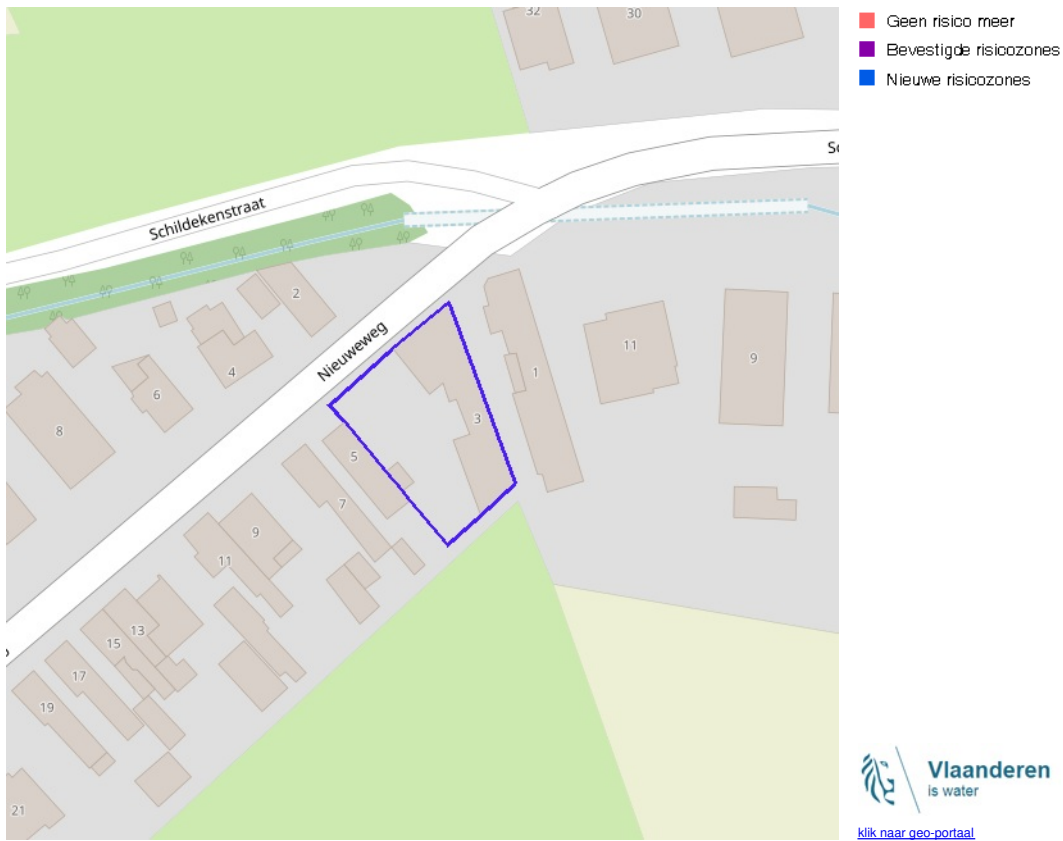 32
30
Schildekenstraat
Nieuweweg
2
4
6
8
1
11
9
3
5
7
9
11
13
15
17
19
21
Geen risico meer
Bevestigde risicozones
Nieuwe risicozones
Vlaanderen
is water
klik naar geo-portaal